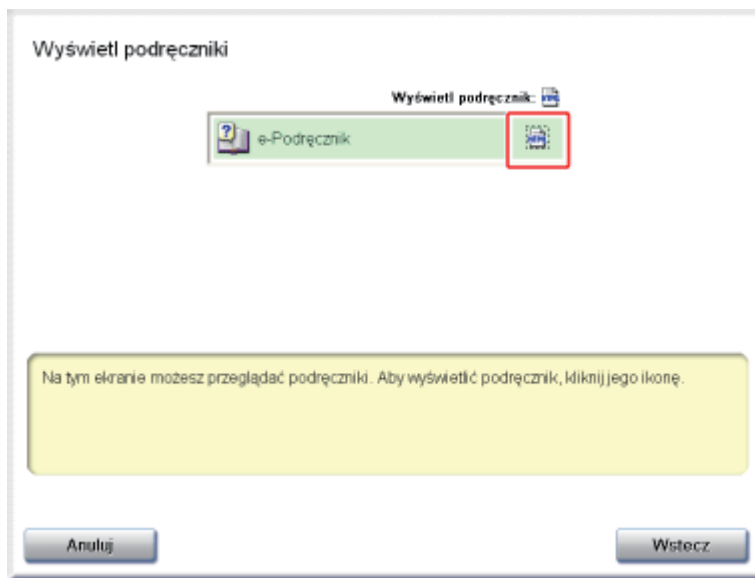 Wyświetl podręczniki
Wyświetl podręcznik:
e-Podręcznik
Na tym ekranie możesz przeglądać podręczniki. Aby wyświetlić podręcznik, kliknij jego ikonę.
Anuluj
Wstecz